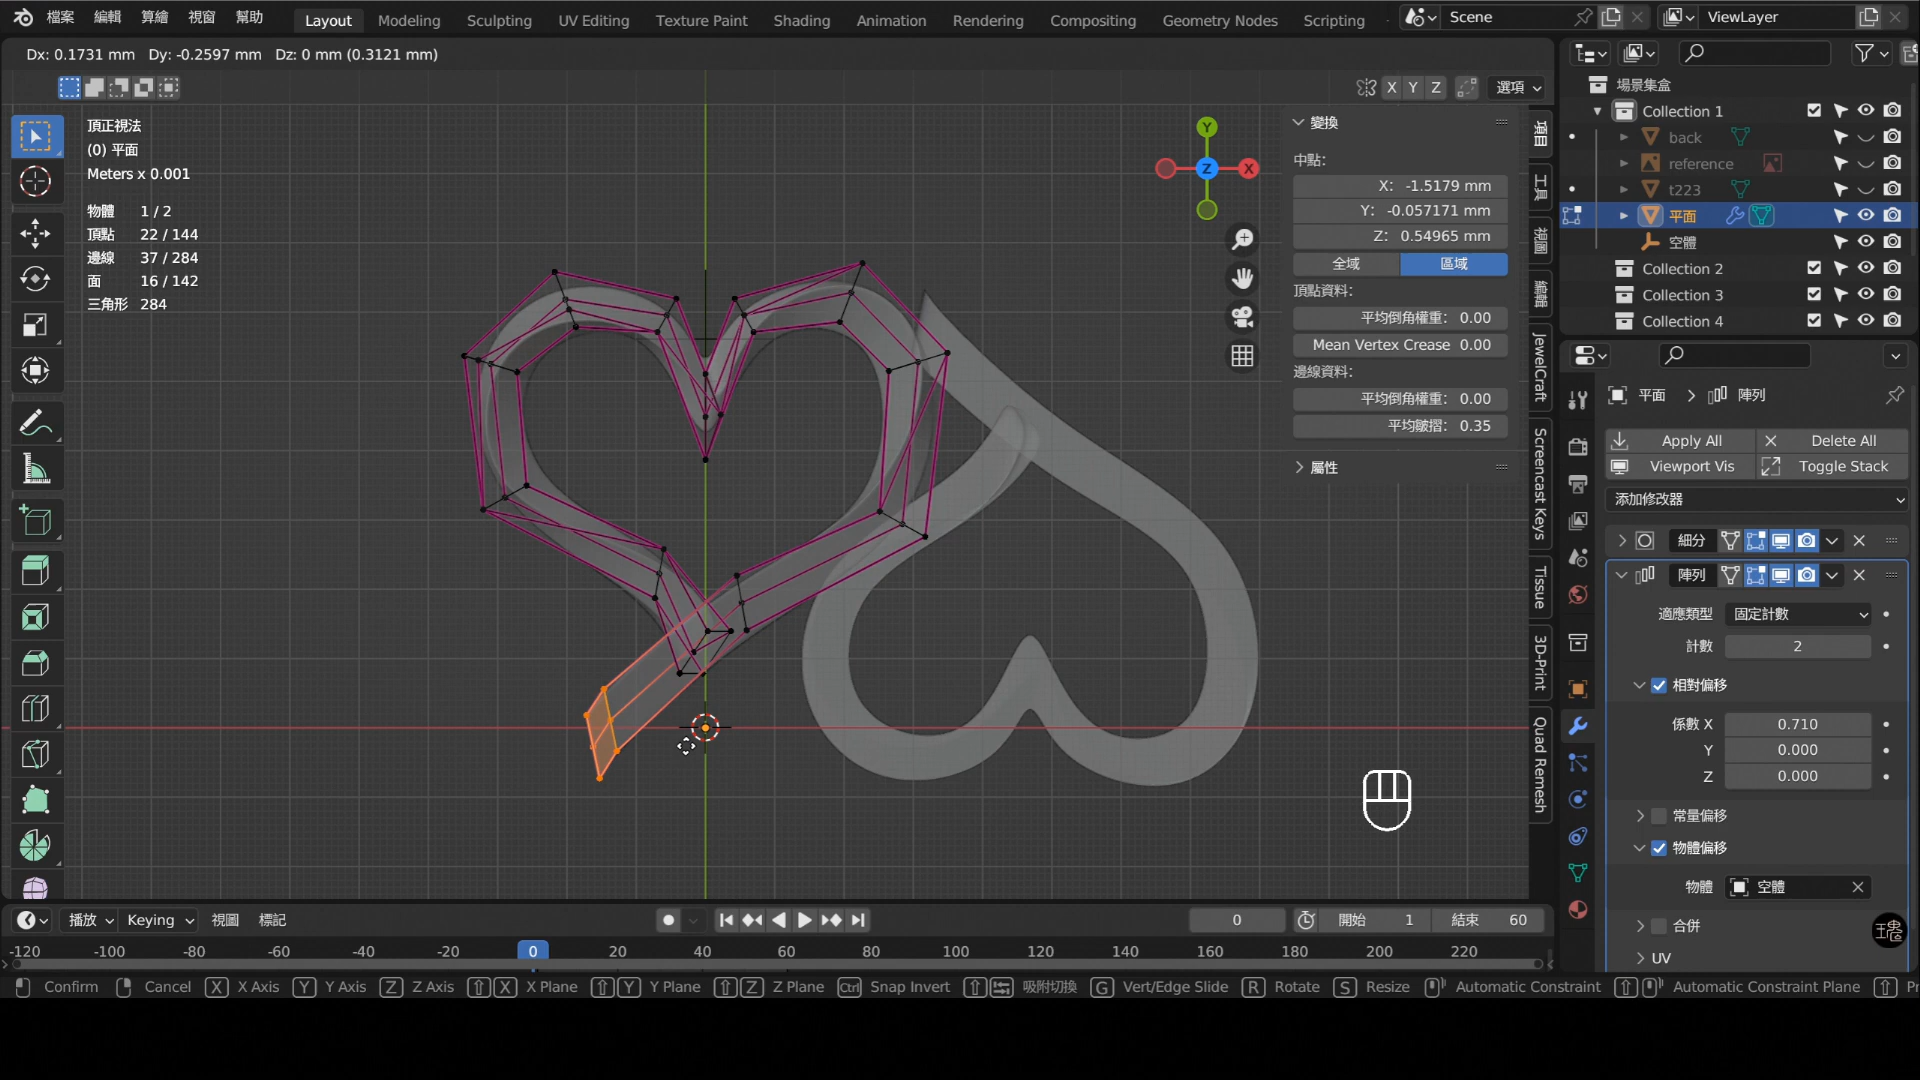 檔案 編輯 算繪 視窗 幫助 Layout Modeling Sculpting UV Editing Texture Paint Shading Animation Rendering Compositing Geometry Nodes Scripting Scene ViewLayer
Dx: 0.1731 mm Dy: -0.2597 mm Dz: 0 mm (0.3121 mm)
X Y Z 選項
頂正視法
(0) 平面
Meters x 0.001
物體 1 / 2
頂點 22 / 144
邊線 37 / 284
面 16 / 142
三角形 284
Y
X
Z
變換
中點:
X: -1.5179 mm
Y: -0.057171 mm
Z: 0.54965 mm
全域 區域
頂點資料:
平均倒角權重: 0.00
Mean Vertex Crease 0.00
邊線資料:
平均倒角權重: 0.00
平均皺摺: 0.35
屬性
項目
工具
視圖
編輯
JewelCraft
Screencast Keys
Tissue
3D-Print
Quad Remesh
場景集盒
Collection 1
back
reference
t223
平面
空體
Collection 2
Collection 3
Collection 4
平面 > 陣列
Apply All Delete All
Viewport Vis Toggle Stack
添加修改器
細分
陣列
適應類型 固定計數
計數 2
相對偏移
係數 X 0.710
Y 0.000
Z 0.000
常量偏移
物體偏移
物體 空體
合併
UV
播放 Keying 視圖 標記 0 開始 1 結束 60
-120 -100 -80 -60 -40 -20 0 20 40 60 80 100 120 140 160 180 200 220
Confirm Cancel X X Axis Y Y Axis Z Z Axis X X Plane Y Y Plane Z Z Plane Ctrl Snap Invert 吸附切換 G Vert/Edge Slide R Rotate S Resize Automatic Constraint Automatic Constraint Plane Pr